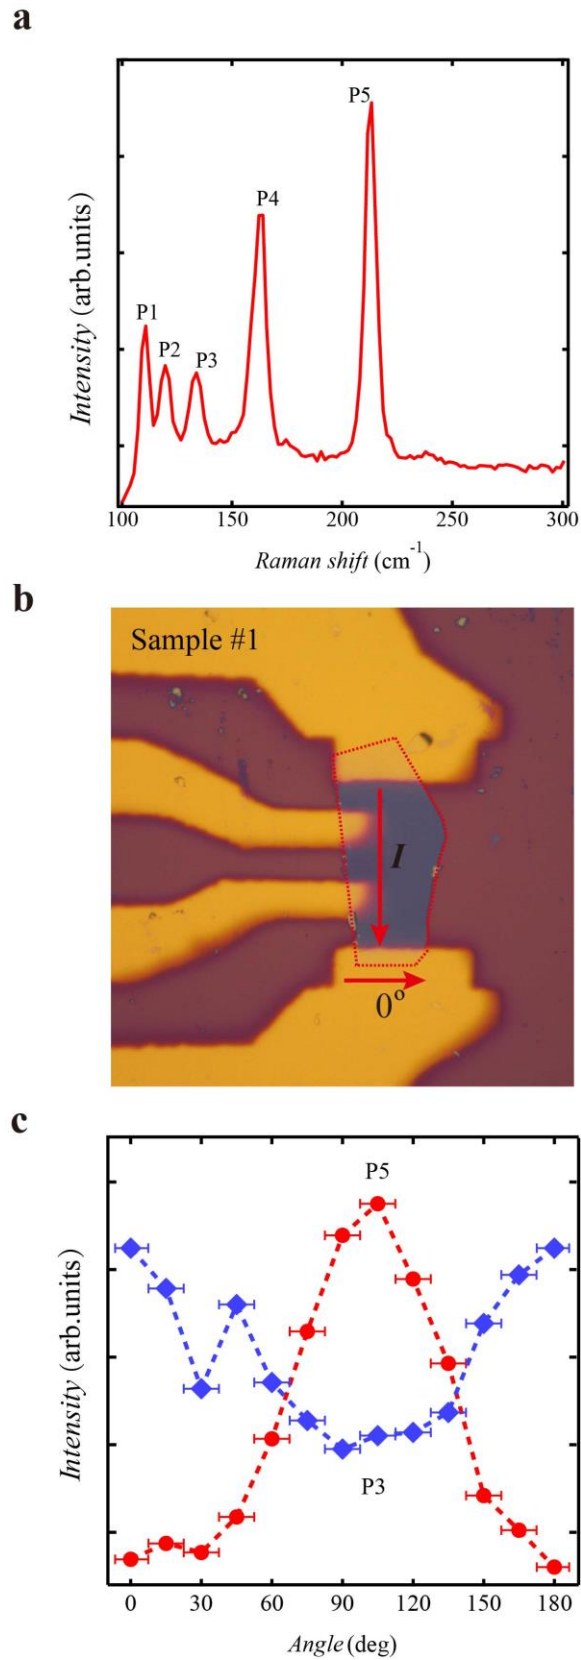 a
P5
P4
P1
P2
P3
Intensity (arb.units)
100 150 200 250 300
Raman shift (cm-1)
b
Sample #1
I
0°
c
P5
P3
Intensity (arb.units)
0 30 60 90 120 150 180
Angle (deg)